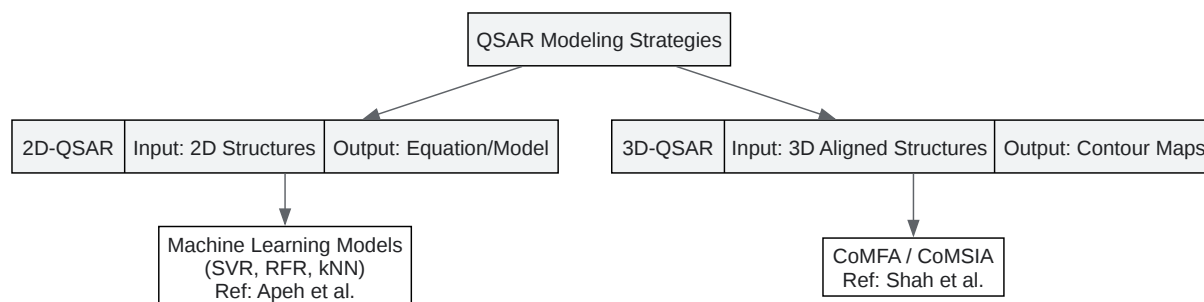 QSAR Modeling Strategies
2D-QSAR
Input: 2D Structures
Output: Equation/Model
3D-QSAR
Input: 3D Aligned Structures
Output: Contour Maps
Machine Learning Models
(SVR, RFR, kNN)
Ref: Apeh et al.
CoMFA / CoMSIA
Ref: Shah et al.